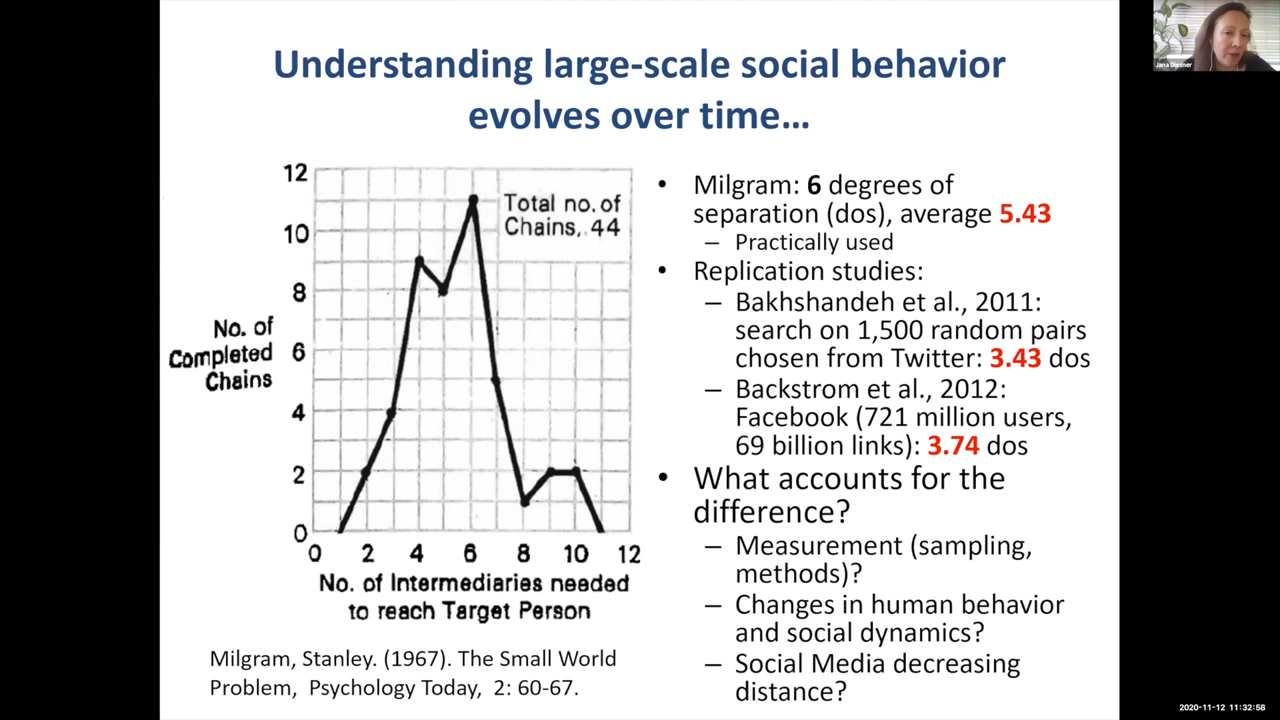 Understanding large-scale social behavior
evolves over time…
12
10
8
6
4
2
0
No. of
Completed
Chains
Total no. of
Chains, 44
0 2 4 6 8 10 12
No. of Intermediaries needed
to reach Target Person
Milgram, Stanley. (1967). The Small World
Problem, Psychology Today, 2: 60-67.
• Milgram: 6 degrees of
separation (dos), average 5.43
– Practically used
• Replication studies:
– Bakhshandeh et al., 2011:
search on 1,500 random pairs
chosen from Twitter: 3.43 dos
– Backstrom et al., 2012:
Facebook (721 million users,
69 billion links): 3.74 dos
• What accounts for the
difference?
– Measurement (sampling,
methods)?
– Changes in human behavior
and social dynamics?
– Social Media decreasing
distance?
Jana Diesner
2020-11-12 11:32:58